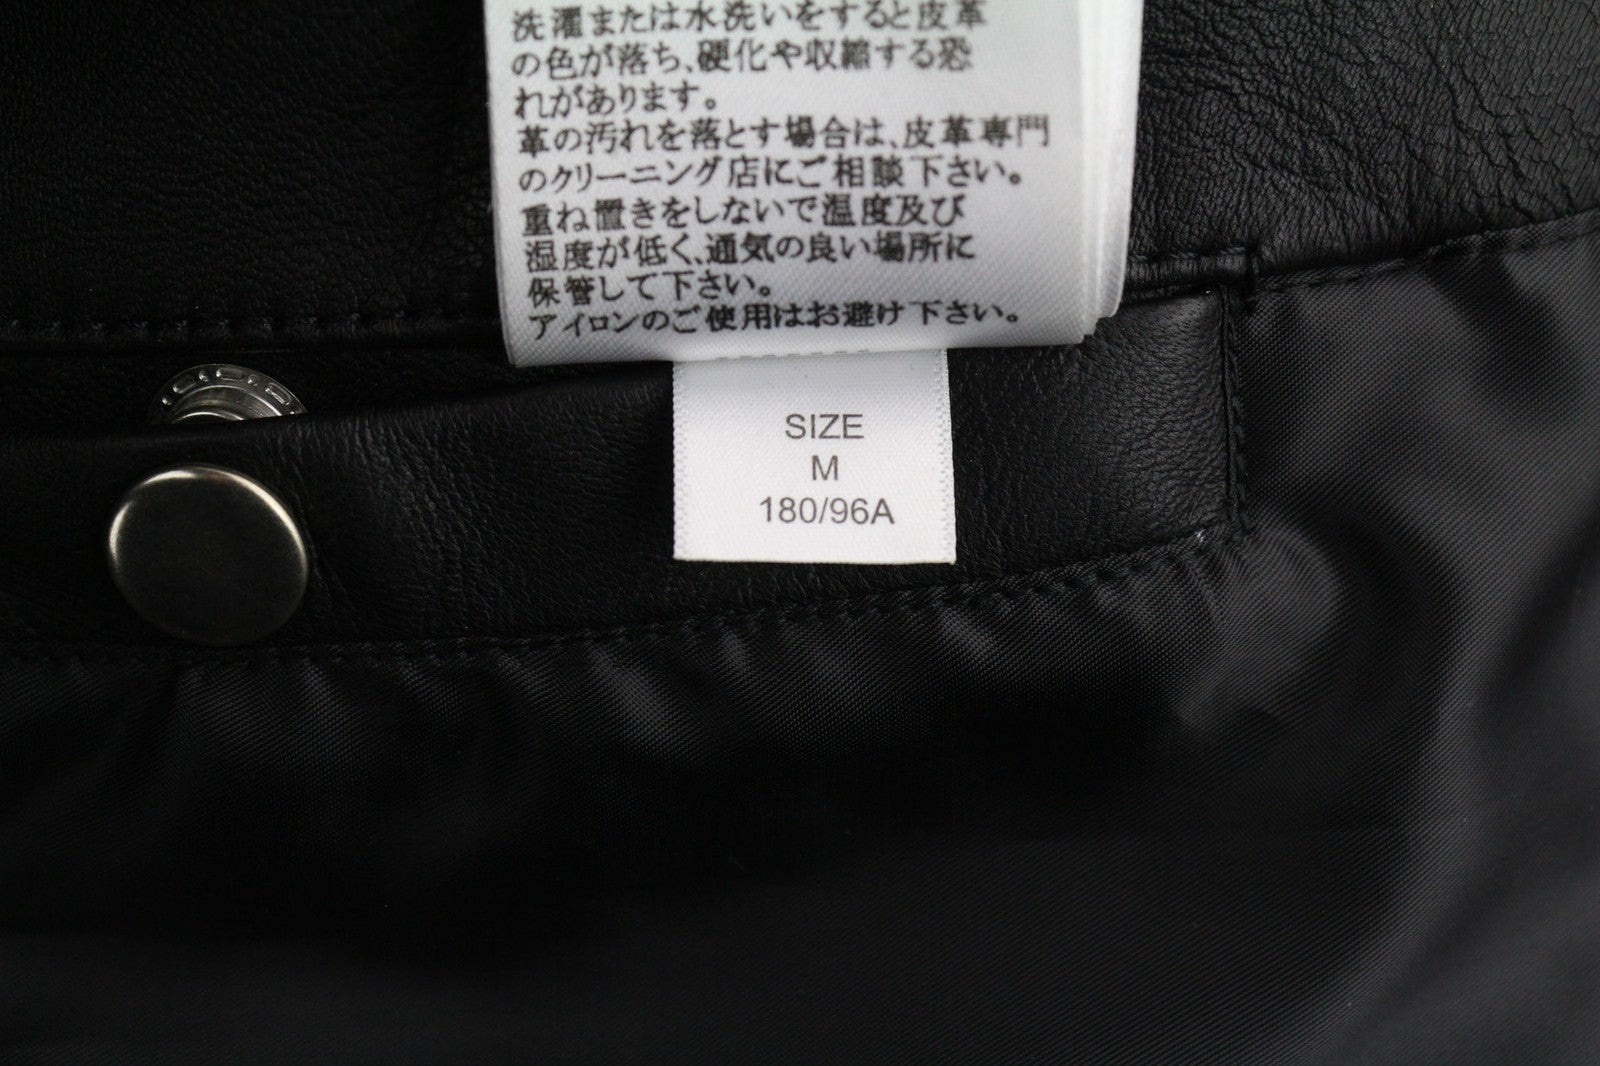 洗濯または水洗いをすると皮革
の色が落ち、硬化や収縮する恐
れがあります。
革の汚れを落とす場合は、皮革専門
のクリーニング店にご相談下さい。
重ね置きをしないで温度及び
湿度が低く、通気の良い場所に
保管して下さい。
アイロンのご使用はお避け下さい。
SIZE
M
180/96A